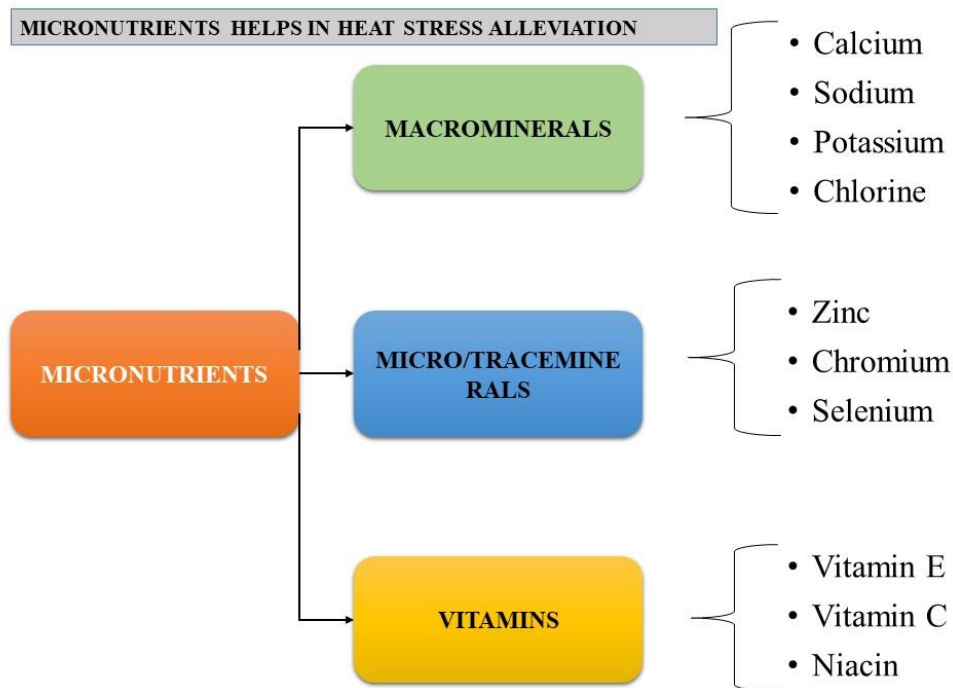 MICRONUTRIENTS HELPS IN HEAT STRESS ALLEVIATION
MICRONUTRIENTS
MACROMINERALS
• Calcium
• Sodium
• Potassium
• Chlorine
MICRO/TRACEMINE
RALS
• Zinc
• Chromium
• Selenium
VITAMINS
• Vitamin E
• Vitamin C
• Niacin